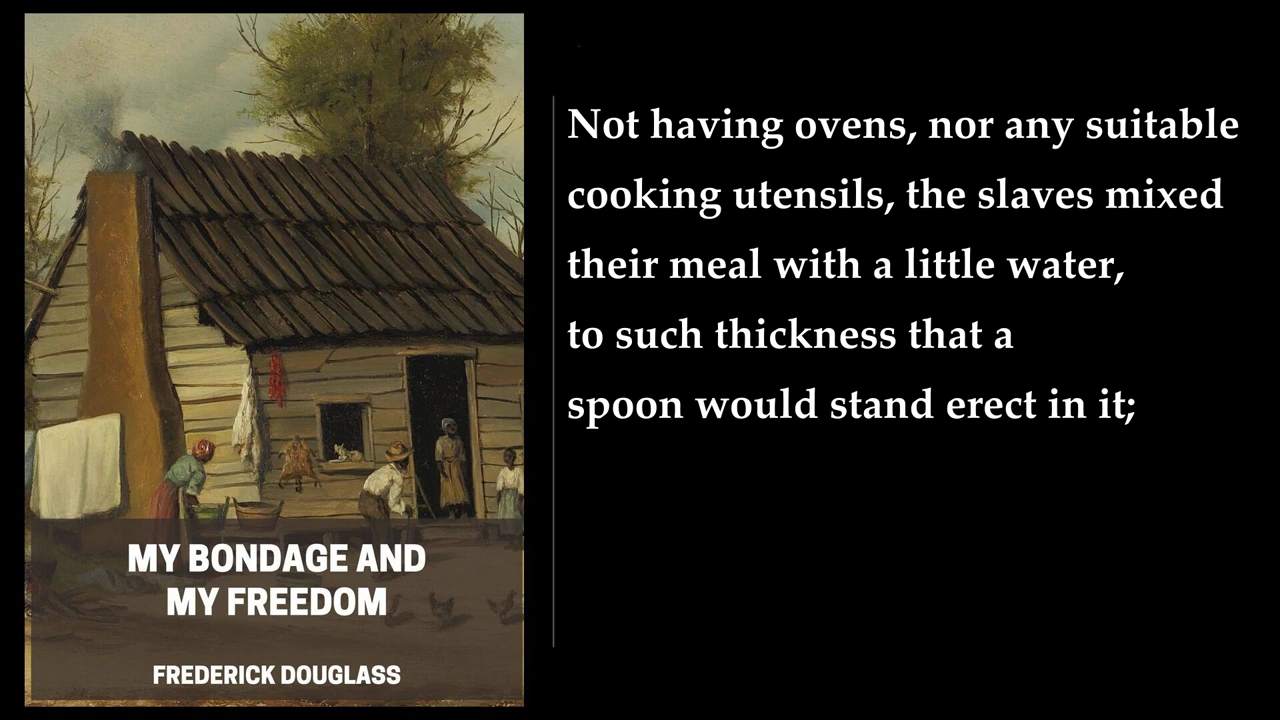 MY BONDAGE AND
MY FREEDOM
FREDERICK DOUGLASS
Not having ovens, nor any suitable
cooking utensils, the slaves mixed
their meal with a little water,
to such thickness that a
spoon would stand erect in it;